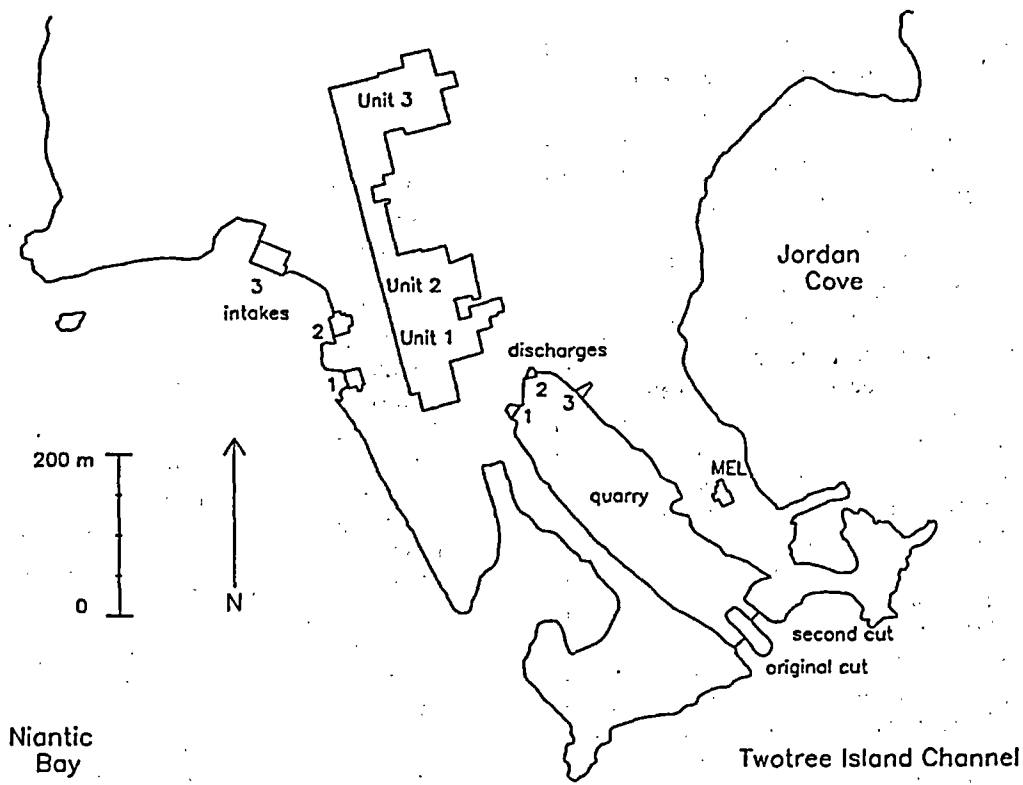 Unit 3
Jordan
Cove
3
intakes
Unit 2
2
Unit 1
discharges
1
2
3
1
200 m
MEL
quarry
0
N
second cut
original cut
Niantic
Bay
Twotree Island Channel